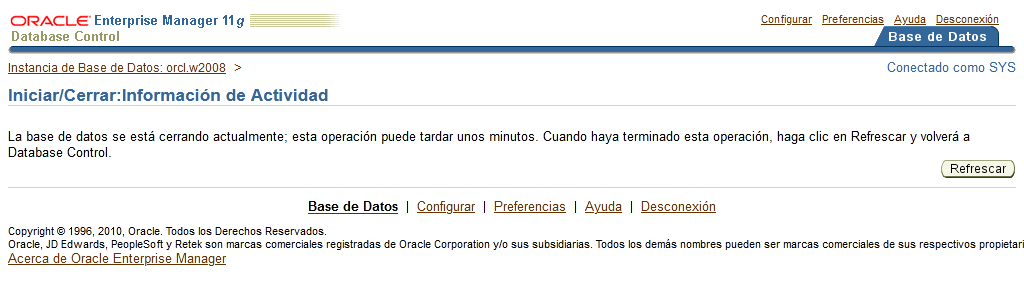 ORACLE Enterprise Manager 11g
Database Control
Configurar Preferencias Ayuda Desconexión
Base de Datos
Instancia de Base de Datos: orcl.w2008 >
Conectado como SYS
Iniciar/Cerrar:Información de Actividad
La base de datos se está cerrando actualmente; esta operación puede tardar unos minutos. Cuando haya terminado esta operación, haga clic en Refrescar y volverá a
Database Control.
Refrescar
Base de Datos | Configurar | Preferencias | Ayuda | Desconexión
Copyright © 1996, 2010, Oracle. Todos los Derechos Reservados.
Oracle, JD Edwards, PeopleSoft y Retek son marcas comerciales registradas de Oracle Corporation y/o sus subsidiarias. Todos los demás nombres pueden ser marcas comerciales de sus respectivos propietari
Acerca de Oracle Enterprise Manager